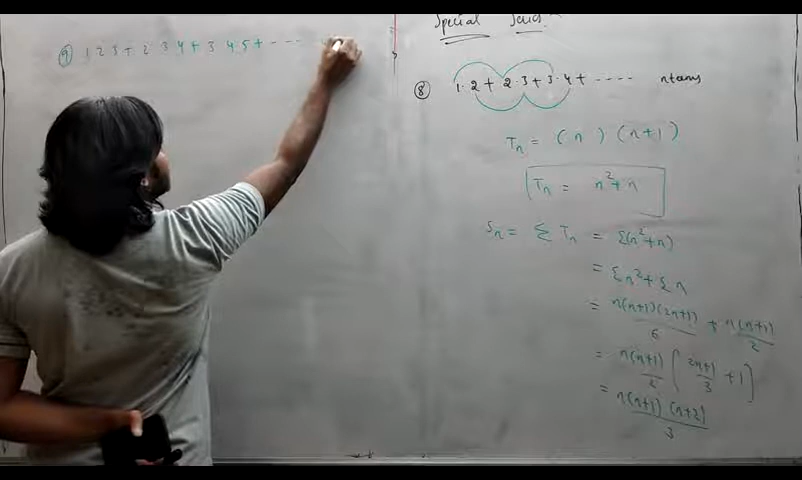 Special Series
⑨ 1 2 3 + 2 3 4 + 3 4 5 + - - - -
⑧ 1·2 + 2·3 + 3·4 + - - - - n terms
Tn = (n) (n+1)
Tn = n²+n
Sn = Σ Tn = Σ(n²+n)
= Σn² + Σn
= n(n+1)(2n+1)/6 + n(n+1)/2
= n(n+1)/2 [2n+1/3 + 1]
= n(n+1)(n+2)/3